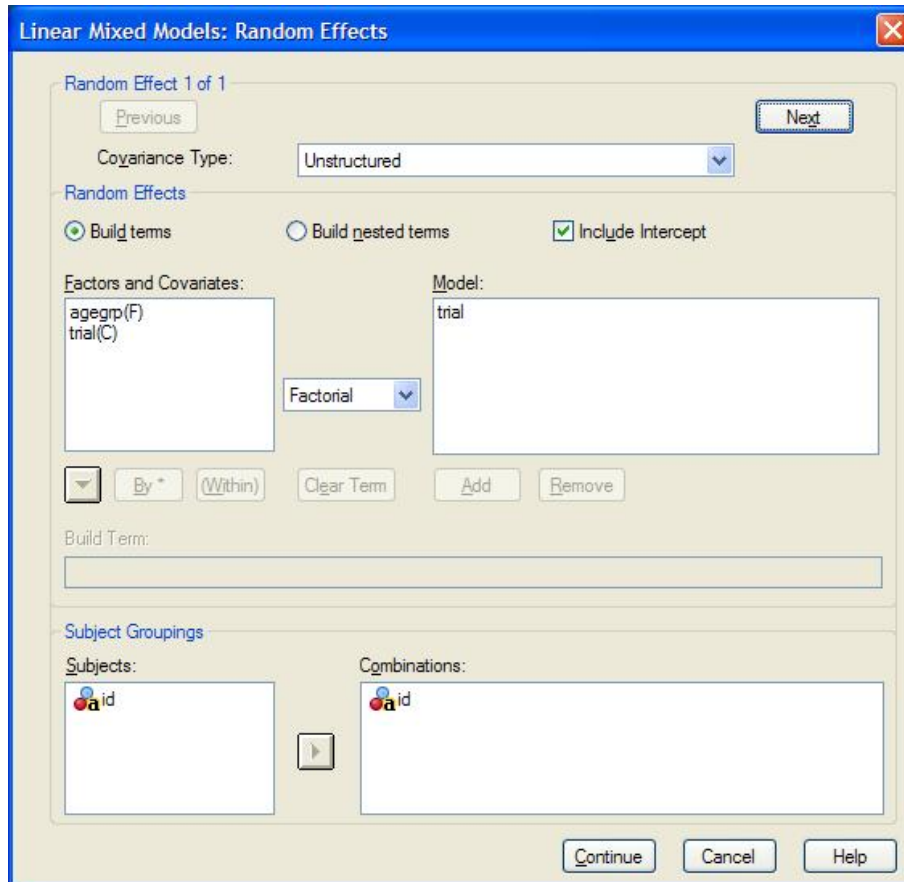 Linear Mixed Models: Random Effects
Random Effect 1 of 1
Previous
Next
Covariance Type:
Unstructured
Random Effects
Build terms
Build nested terms
Include Intercept
Factors and Covariates:
Model:
agegrp(F)
trial(C)
trial
Factorial
By *
(Within)
Clear Term
Add
Remove
Build Term:
Subject Groupings
Subjects:
Combinations:
a id
a id
Continue
Cancel
Help